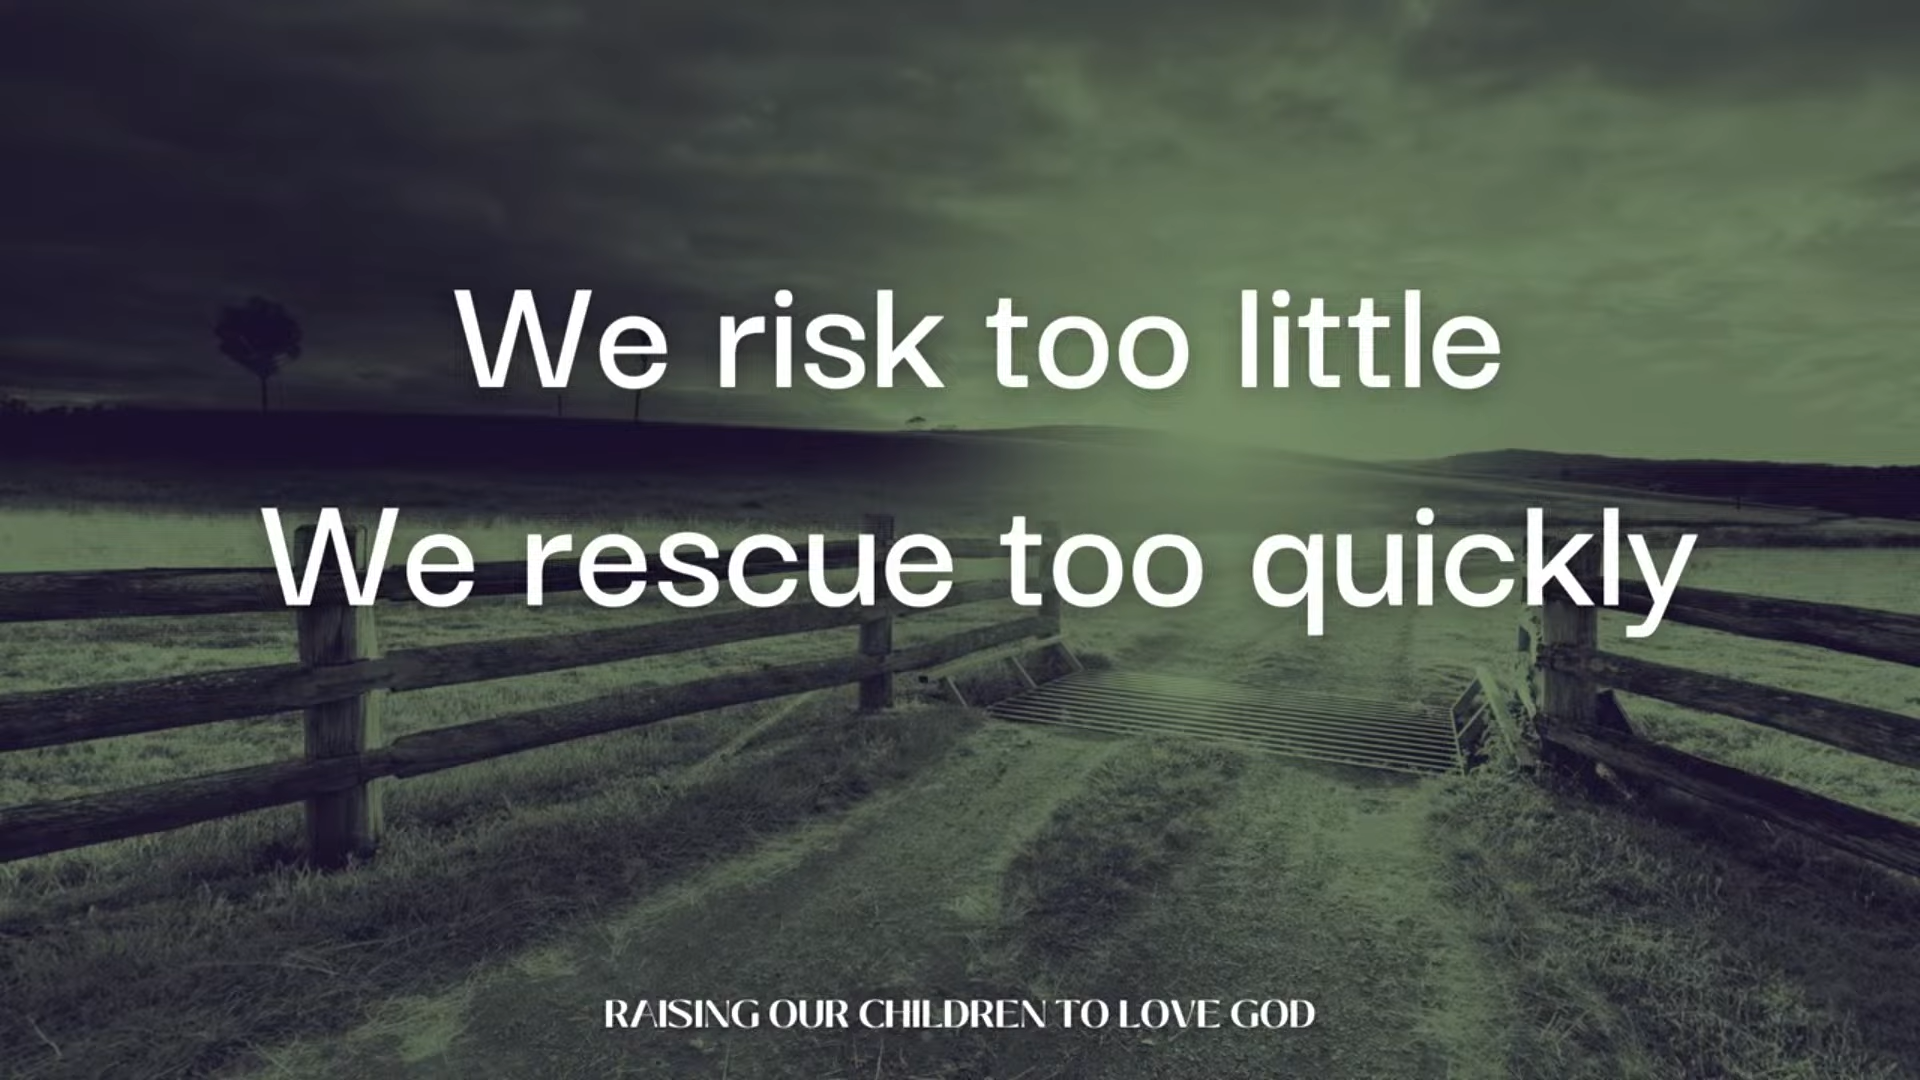 We risk too little
We rescue too quickly
RAISING OUR CHILDREN TO LOVE GOD